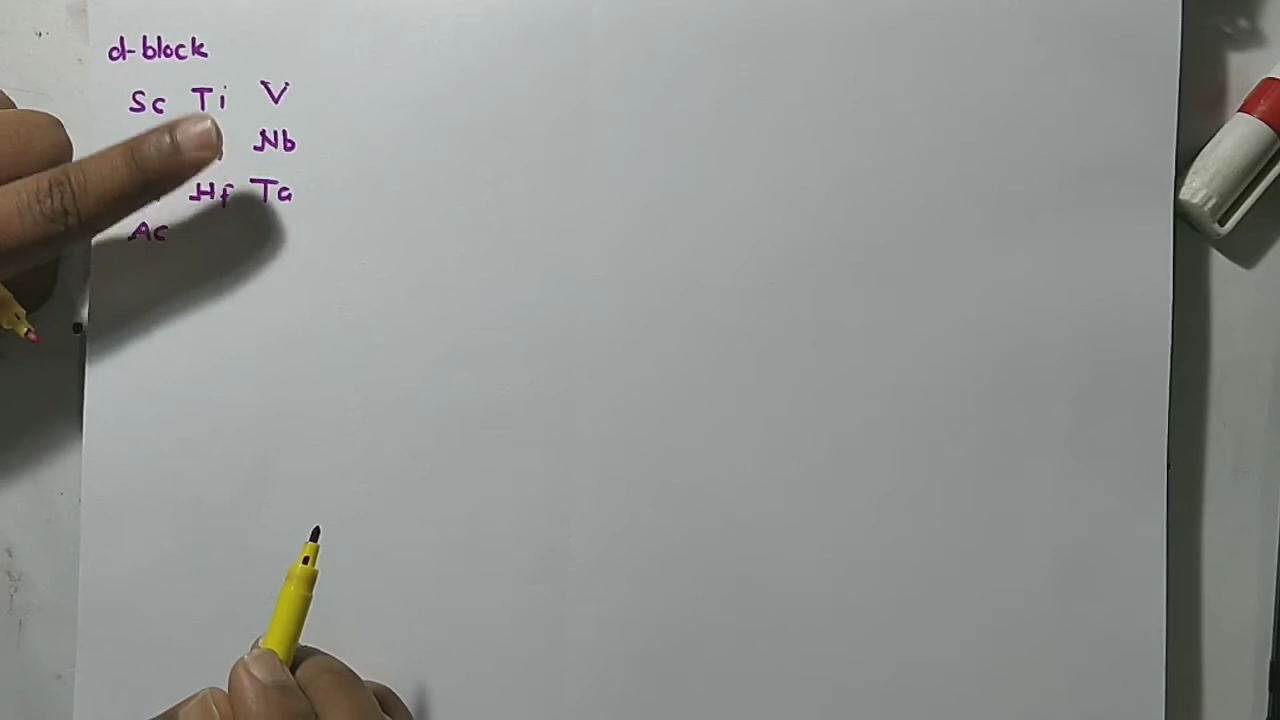 d-block
Sc Ti V
Nb
Hf Ta
Ac